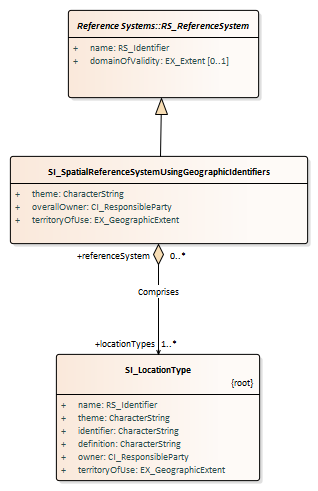 Reference Systems::RS_ReferenceSystem
+ name: RS_Identifier
+ domainOfValidity: EX_Extent [0..1]
SI_SpatialReferenceSystemUsingGeographicIdentifiers
+ theme: CharacterString
+ overallOwner: CI_ResponsibleParty
+ territoryOfUse: EX_GeographicExtent
+referenceSystem 0..*
Comprises
+locationTypes 1..*
SI_LocationType
{root}
+ name: RS_Identifier
+ theme: CharacterString
+ identifier: CharacterString
+ definition: CharacterString
+ owner: CI_ResponsibleParty
+ territoryOfUse: EX_GeographicExtent